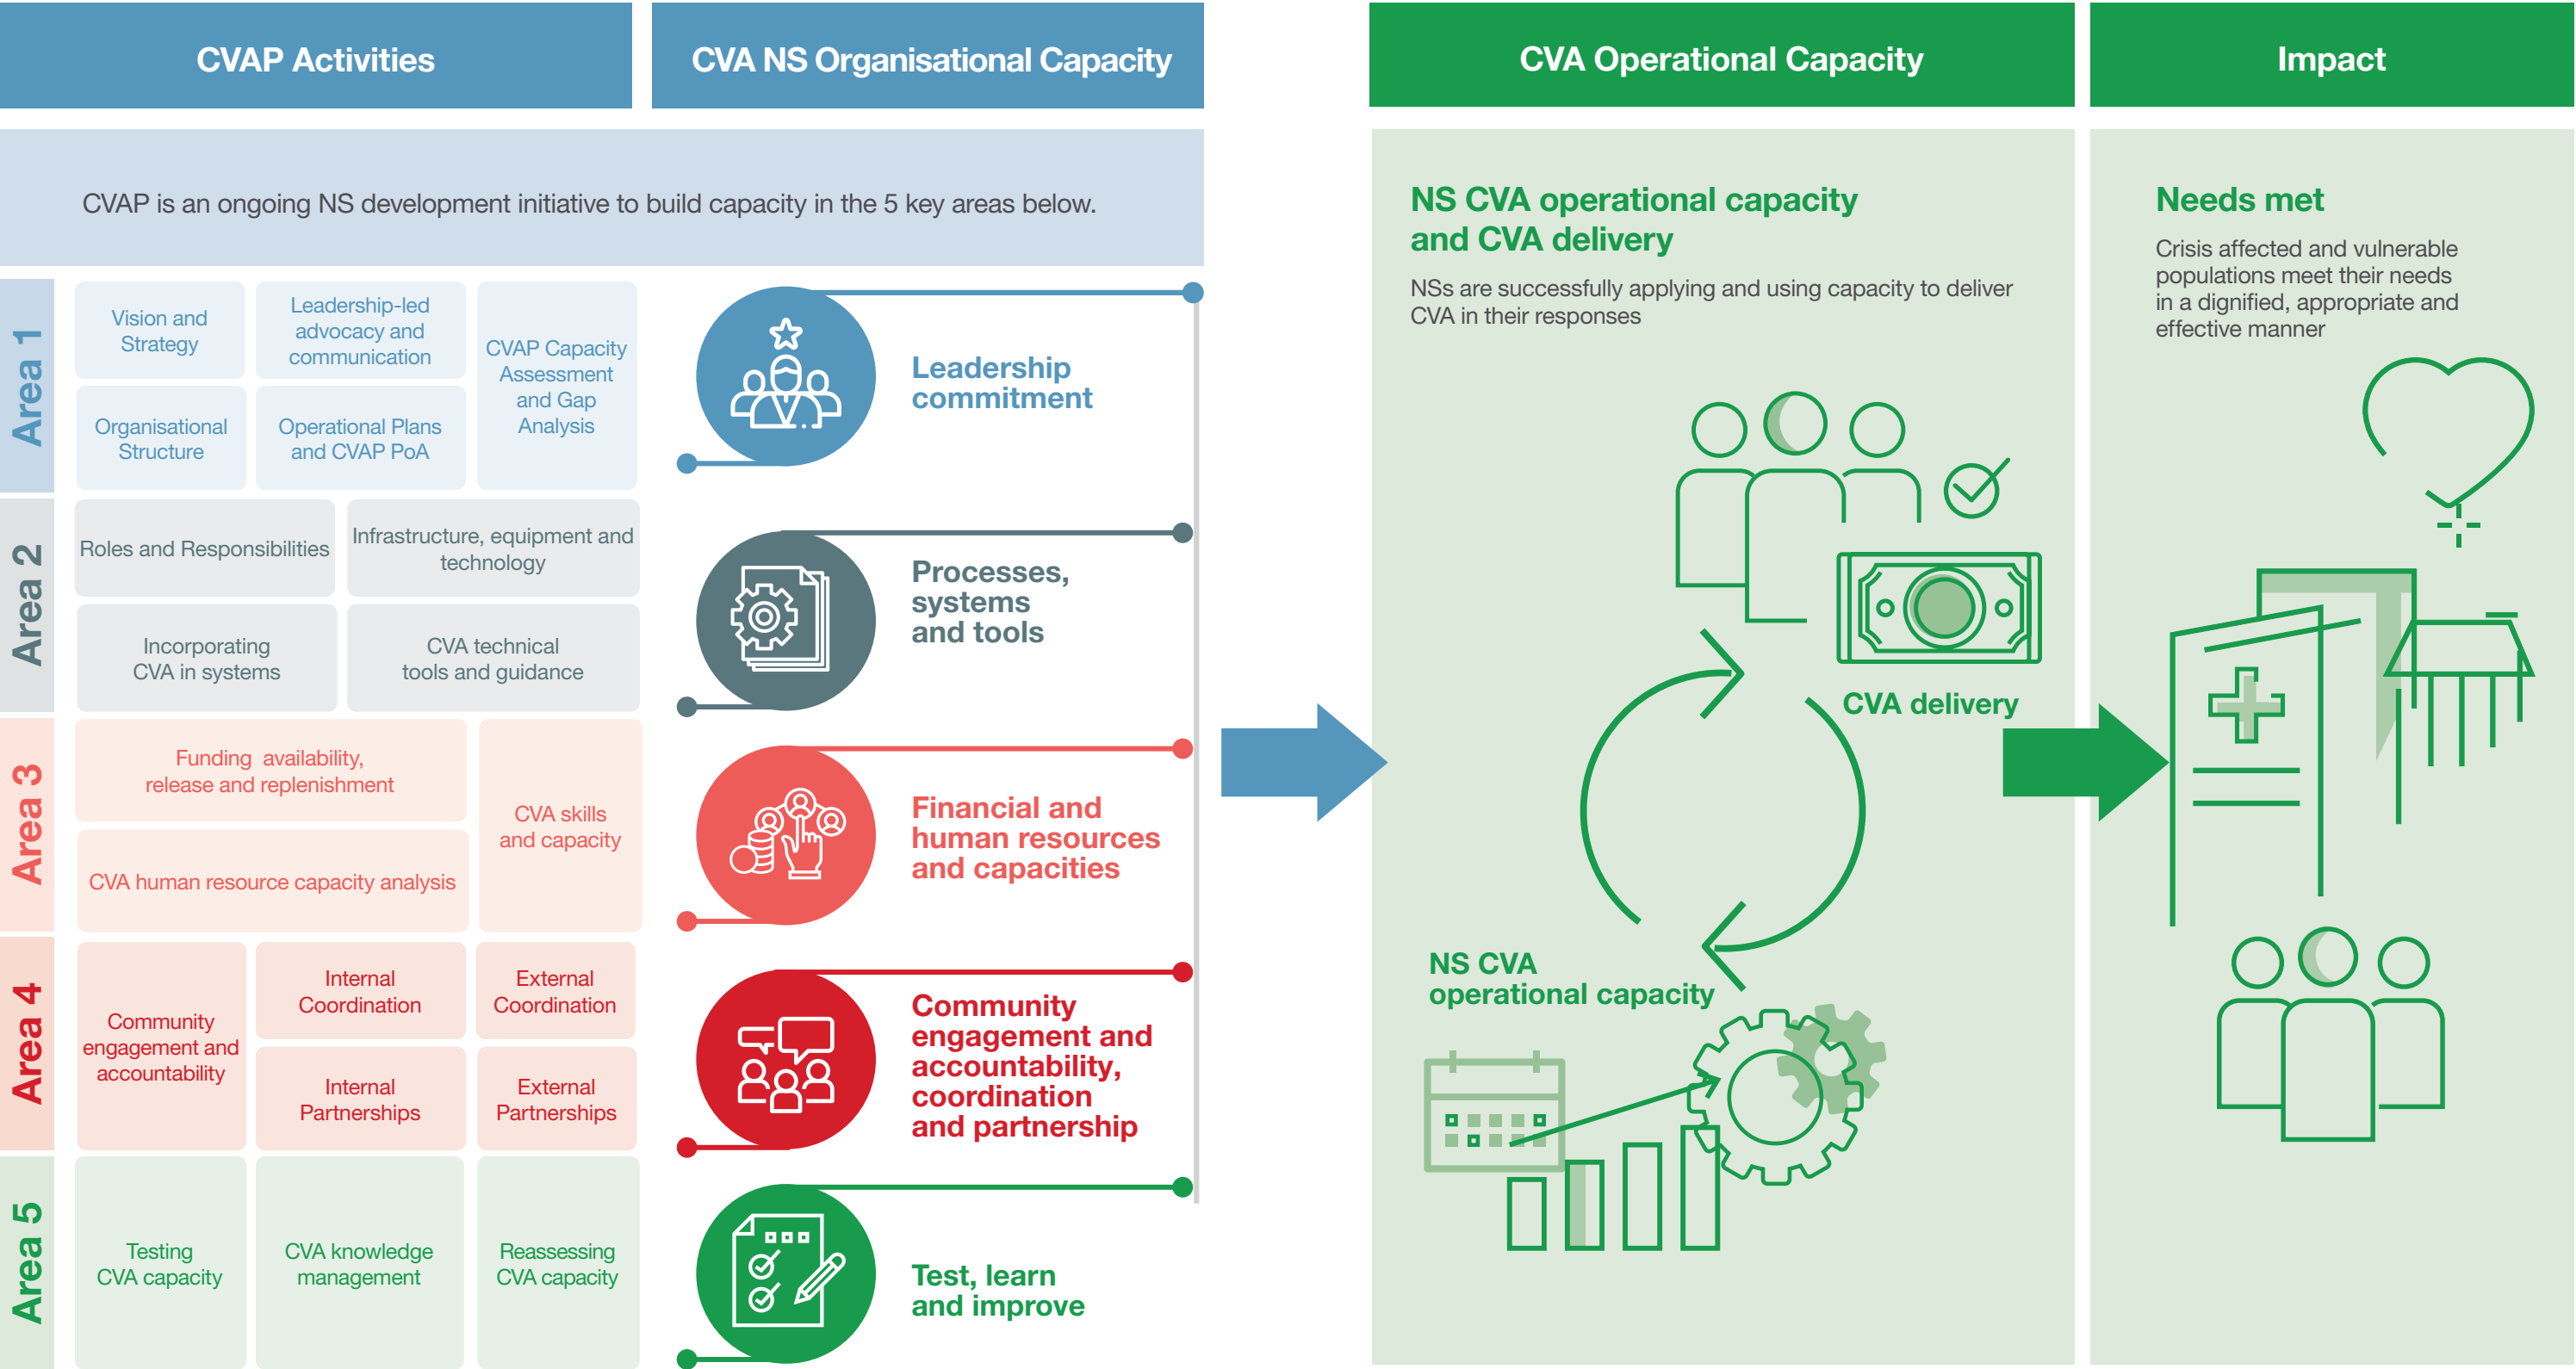 CVAP Activities
CVA NS Organisational Capacity
CVA Operational Capacity
Impact
CVAP is an ongoing NS development initiative to build capacity in the 5 key areas below.
Area 1
Vision and
Strategy
Leadership-led
advocacy and
communication
CVAP Capacity
Assessment
and Gap
Analysis
Organisational
Structure
Operational Plans
and CVAP PoA
Leadership
commitment
Area 2
Roles and Responsibilities
Infrastructure, equipment and
technology
Incorporating
CVA in systems
CVA technical
tools and guidance
Processes,
systems
and tools
Area 3
Funding availability,
release and replenishment
CVA skills
and capacity
CVA human resource capacity analysis
Financial and
human resources
and capacities
Area 4
Community
engagement and
accountability
Internal
Coordination
External
Coordination
Internal
Partnerships
External
Partnerships
Community
engagement and
accountability,
coordination
and partnership
Area 5
Testing
CVA capacity
CVA knowledge
management
Reassessing
CVA capacity
Test, learn
and improve
NS CVA operational capacity
and CVA delivery
NSs are successfully applying and using capacity to deliver
CVA in their responses
CVA delivery
NS CVA
operational capacity
Needs met
Crisis affected and vulnerable
populations meet their needs
in a dignified, appropriate and
effective manner